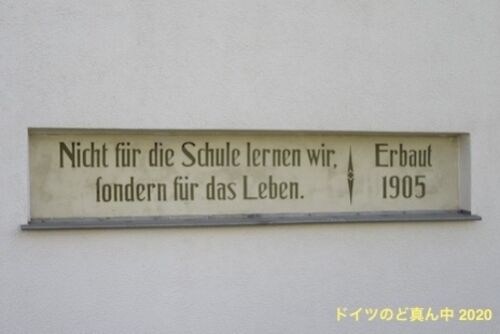 Nicht für die Schule lernen wir,
ſondern für das Leben.
Erbaut
1905
ドイツのど真ん中 2020